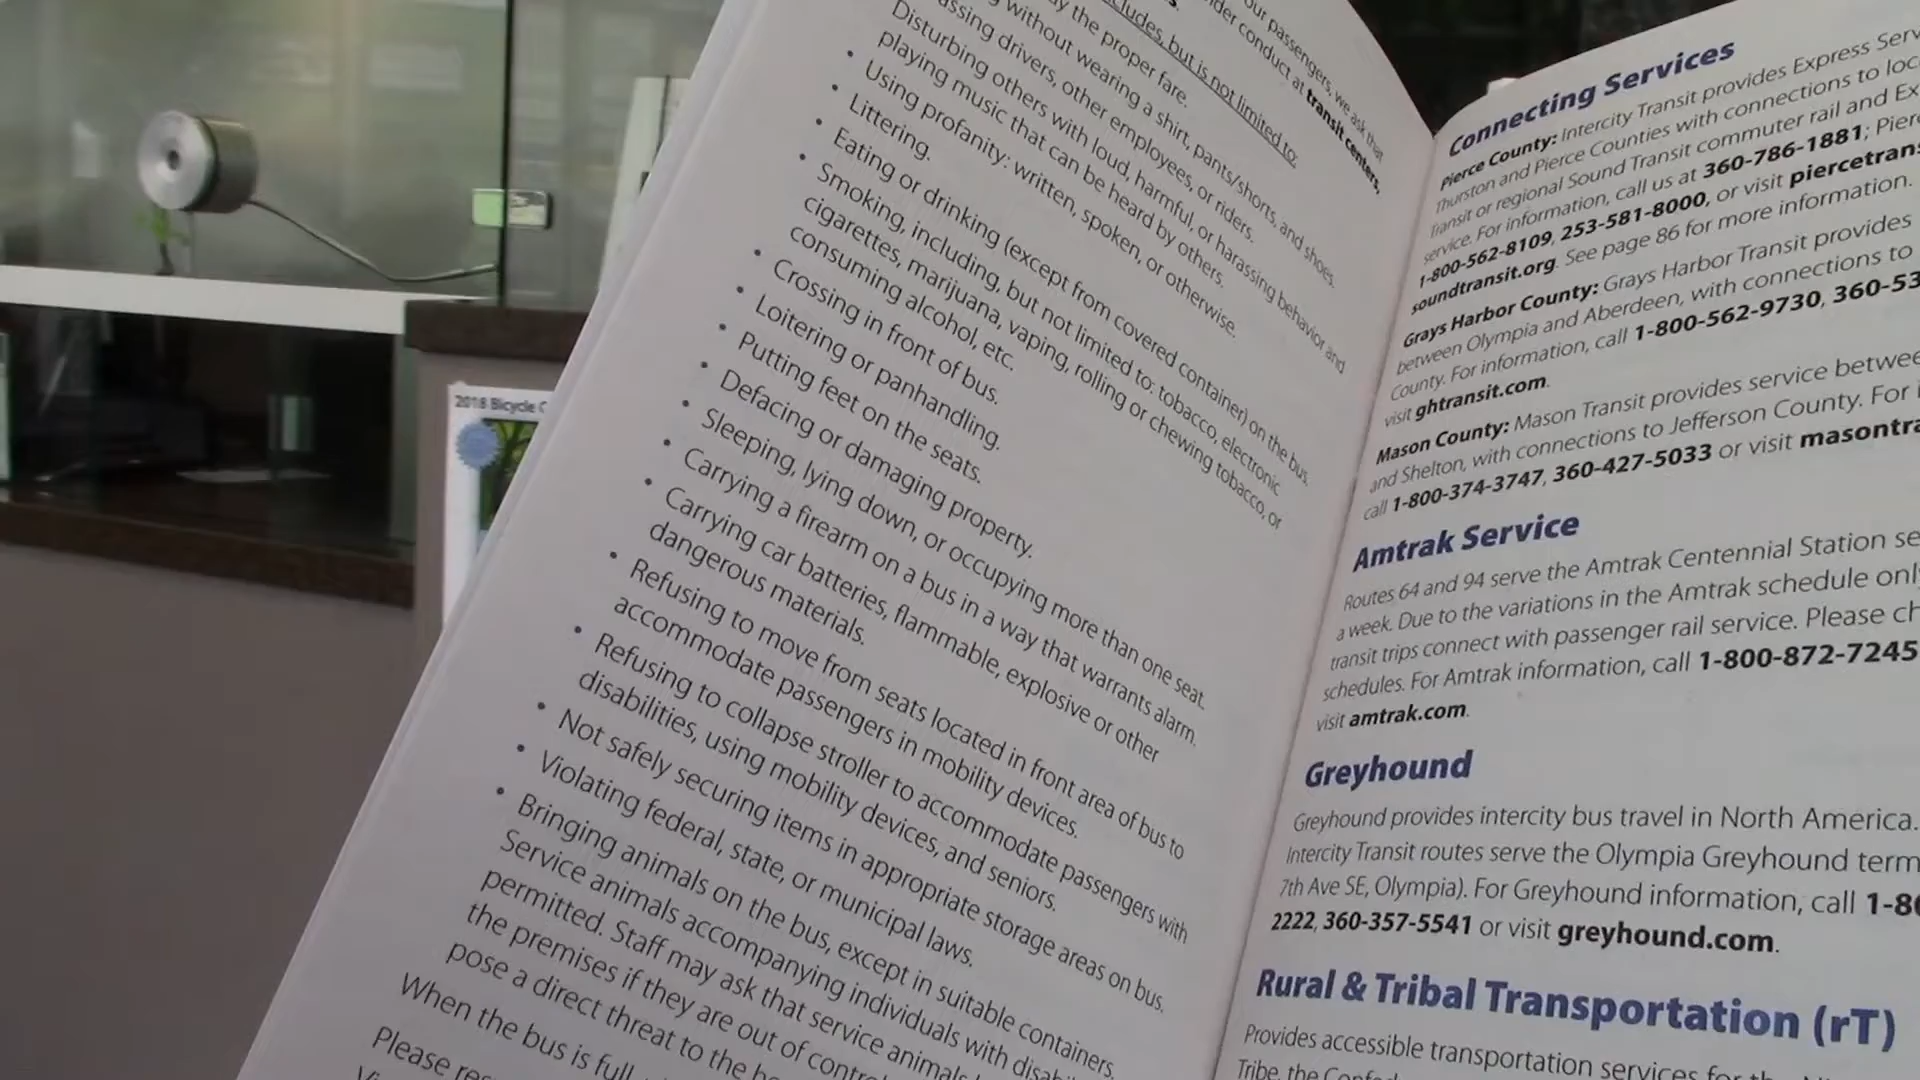 our passengers, we ask that
conduct at transit centers,
includes, but is not limited to:
the proper fare.
without wearing a shirt, pants/shorts, and shoes.
drivers, other employees, or riders.
Disturbing others with loud, harmful, or harassing behavior and
playing music that can be heard by others.
• Using profanity: written, spoken, or otherwise.
• Littering.
• Eating or drinking (except from covered container) on the bus.
• Smoking, including, but not limited to: tobacco, electronic
cigarettes, marijuana, vaping, rolling or chewing tobacco, or
consuming alcohol, etc.
• Crossing in front of bus.
• Loitering or panhandling.
• Putting feet on the seats.
• Defacing or damaging property.
• Sleeping, lying down, or occupying more than one seat.
• Carrying a firearm on a bus in a way that warrants alarm.
• Carrying car batteries, flammable, explosive or other
dangerous materials.
• Refusing to move from seats located in front area of bus to
accommodate passengers in mobility devices.
• Refusing to collapse stroller to accommodate passengers with
disabilities, using mobility devices, and seniors.
• Not safely securing items in appropriate storage areas on bus.
• Violating federal, state, or municipal laws.
• Bringing animals on the bus, except in suitable containers.
Service animals accompanying individuals with
permitted. Staff may ask that service animals
the premises if they are out of
pose a direct threat to the
When the bus is full,
Please
Connecting Services
Pierce County: Intercity Transit provides Express
Thurston and Pierce Counties with connections to
Transit or regional Sound Transit commuter rail and
service. For information, call us at 360-786-1881;
1-800-562-8109, 253-581-8000, or visit
soundtransit.org. See page 86 for more information.
Grays Harbor County: Grays Harbor Transit provides
between Olympia and Aberdeen, with connections to
County. For information, call 1-800-562-9730,
visit ghtransit.com.
Mason County: Mason Transit provides service
and Shelton, with connections to Jefferson County. For
call 1-800-374-3747, 360-427-5033 or visit
Amtrak Service
Routes 64 and 94 serve the Amtrak Centennial Station
a week. Due to the variations in the Amtrak schedule
transit trips connect with passenger rail service. Please
schedules. For Amtrak information, call 1-800-872-7245
visit amtrak.com.
Greyhound
Greyhound provides intercity bus travel in North America.
Intercity Transit routes serve the Olympia Greyhound
7th Ave SE, Olympia). For Greyhound information, call
2222, 360-357-5541 or visit greyhound.com.
Rural & Tribal Transportation (rT)
Provides accessible transportation services for
Tribe, the
2018 Bicycle